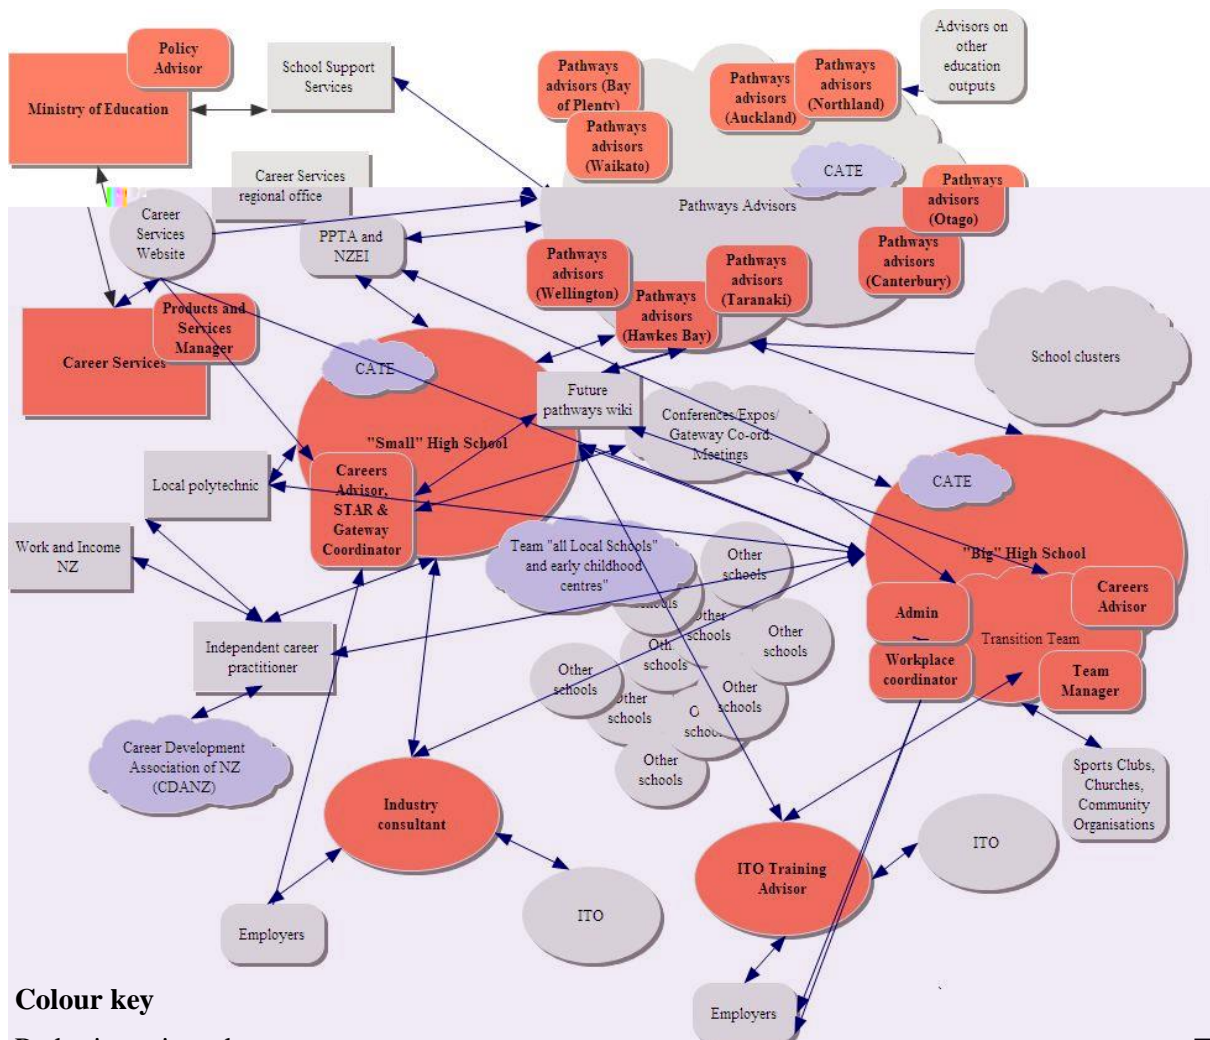 Policy
Advisor
Ministry of Education
School Support
Services
Pathways
advisors (Bay
of Plenty)
Pathways
advisors
(Waikato)
Pathways
advisors
(Auckland)
Pathways
advisors
(Northland)
Advisors on
other
education
outputs
CATE
Pathways Advisors
Pathways
advisors
(Otago)
Career Services
regional office
Career
Services
Website
PPTA and
NZEI
Pathways
advisors
(Wellington)
Pathways
advisors
(Hawkes Bay)
Pathways
advisors
(Taranaki)
Pathways
advisors
(Canterbury)
Products and
Services
Manager
Career Services
School clusters
CATE
"Small" High School
Future
pathways wiki
Conferences/Expos/
Gateway Co-ord.
Meetings
Careers
Advisor,
STAR &
Gateway
Coordinator
Local polytechnic
Work and Income
NZ
CATE
"Big" High School
Team "all Local Schools"
and early childhood
centres"
Other
schools
schools
Other
schools
Oth
schools
Other
schools
Other
schools
Other
schools
Other
schools
O
schools
Other
schools
Careers
Advisor
Admin
Transition Team
Workplace
coordinator
Team
Manager
Independent career
practitioner
Career Development
Association of NZ
(CDANZ)
Sports Clubs,
Churches,
Community
Organisations
Industry
consultant
ITO
Employers
ITO Training
Advisor
ITO
Employers
Colour key